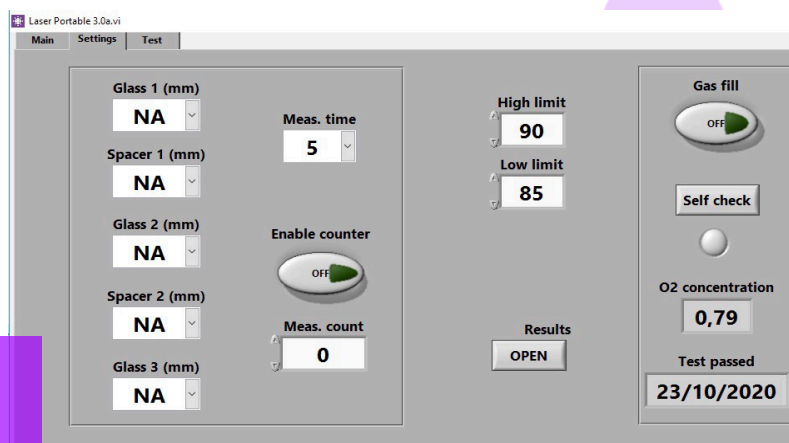 Laser Portable 3.0a.vi
Main Settings Test
Glass 1 (mm)
NA
Spacer 1 (mm)
NA
Glass 2 (mm)
NA
Spacer 2 (mm)
NA
Glass 3 (mm)
NA
Meas. time
5
Enable counter
OFF
Meas. count
0
High limit
90
Low limit
85
Results
OPEN
Gas fill
OFF
Self check
O2 concentration
0,79
Test passed
23/10/2020